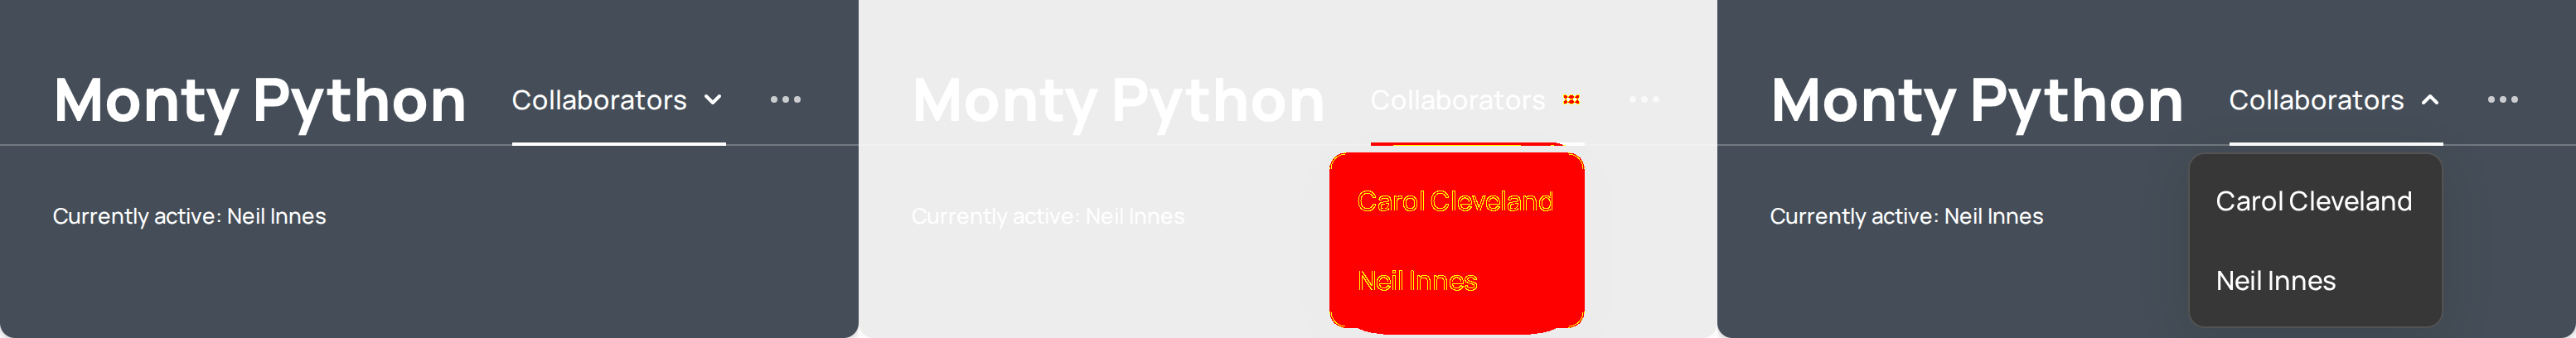 Monty Python Collaborators
Currently active: Neil Innes
Monty Python Collaborators
Currently active: Neil Innes
Carol Cleveland
Neil Innes
Monty Python Collaborators
Currently active: Neil Innes
Carol Cleveland
Neil Innes